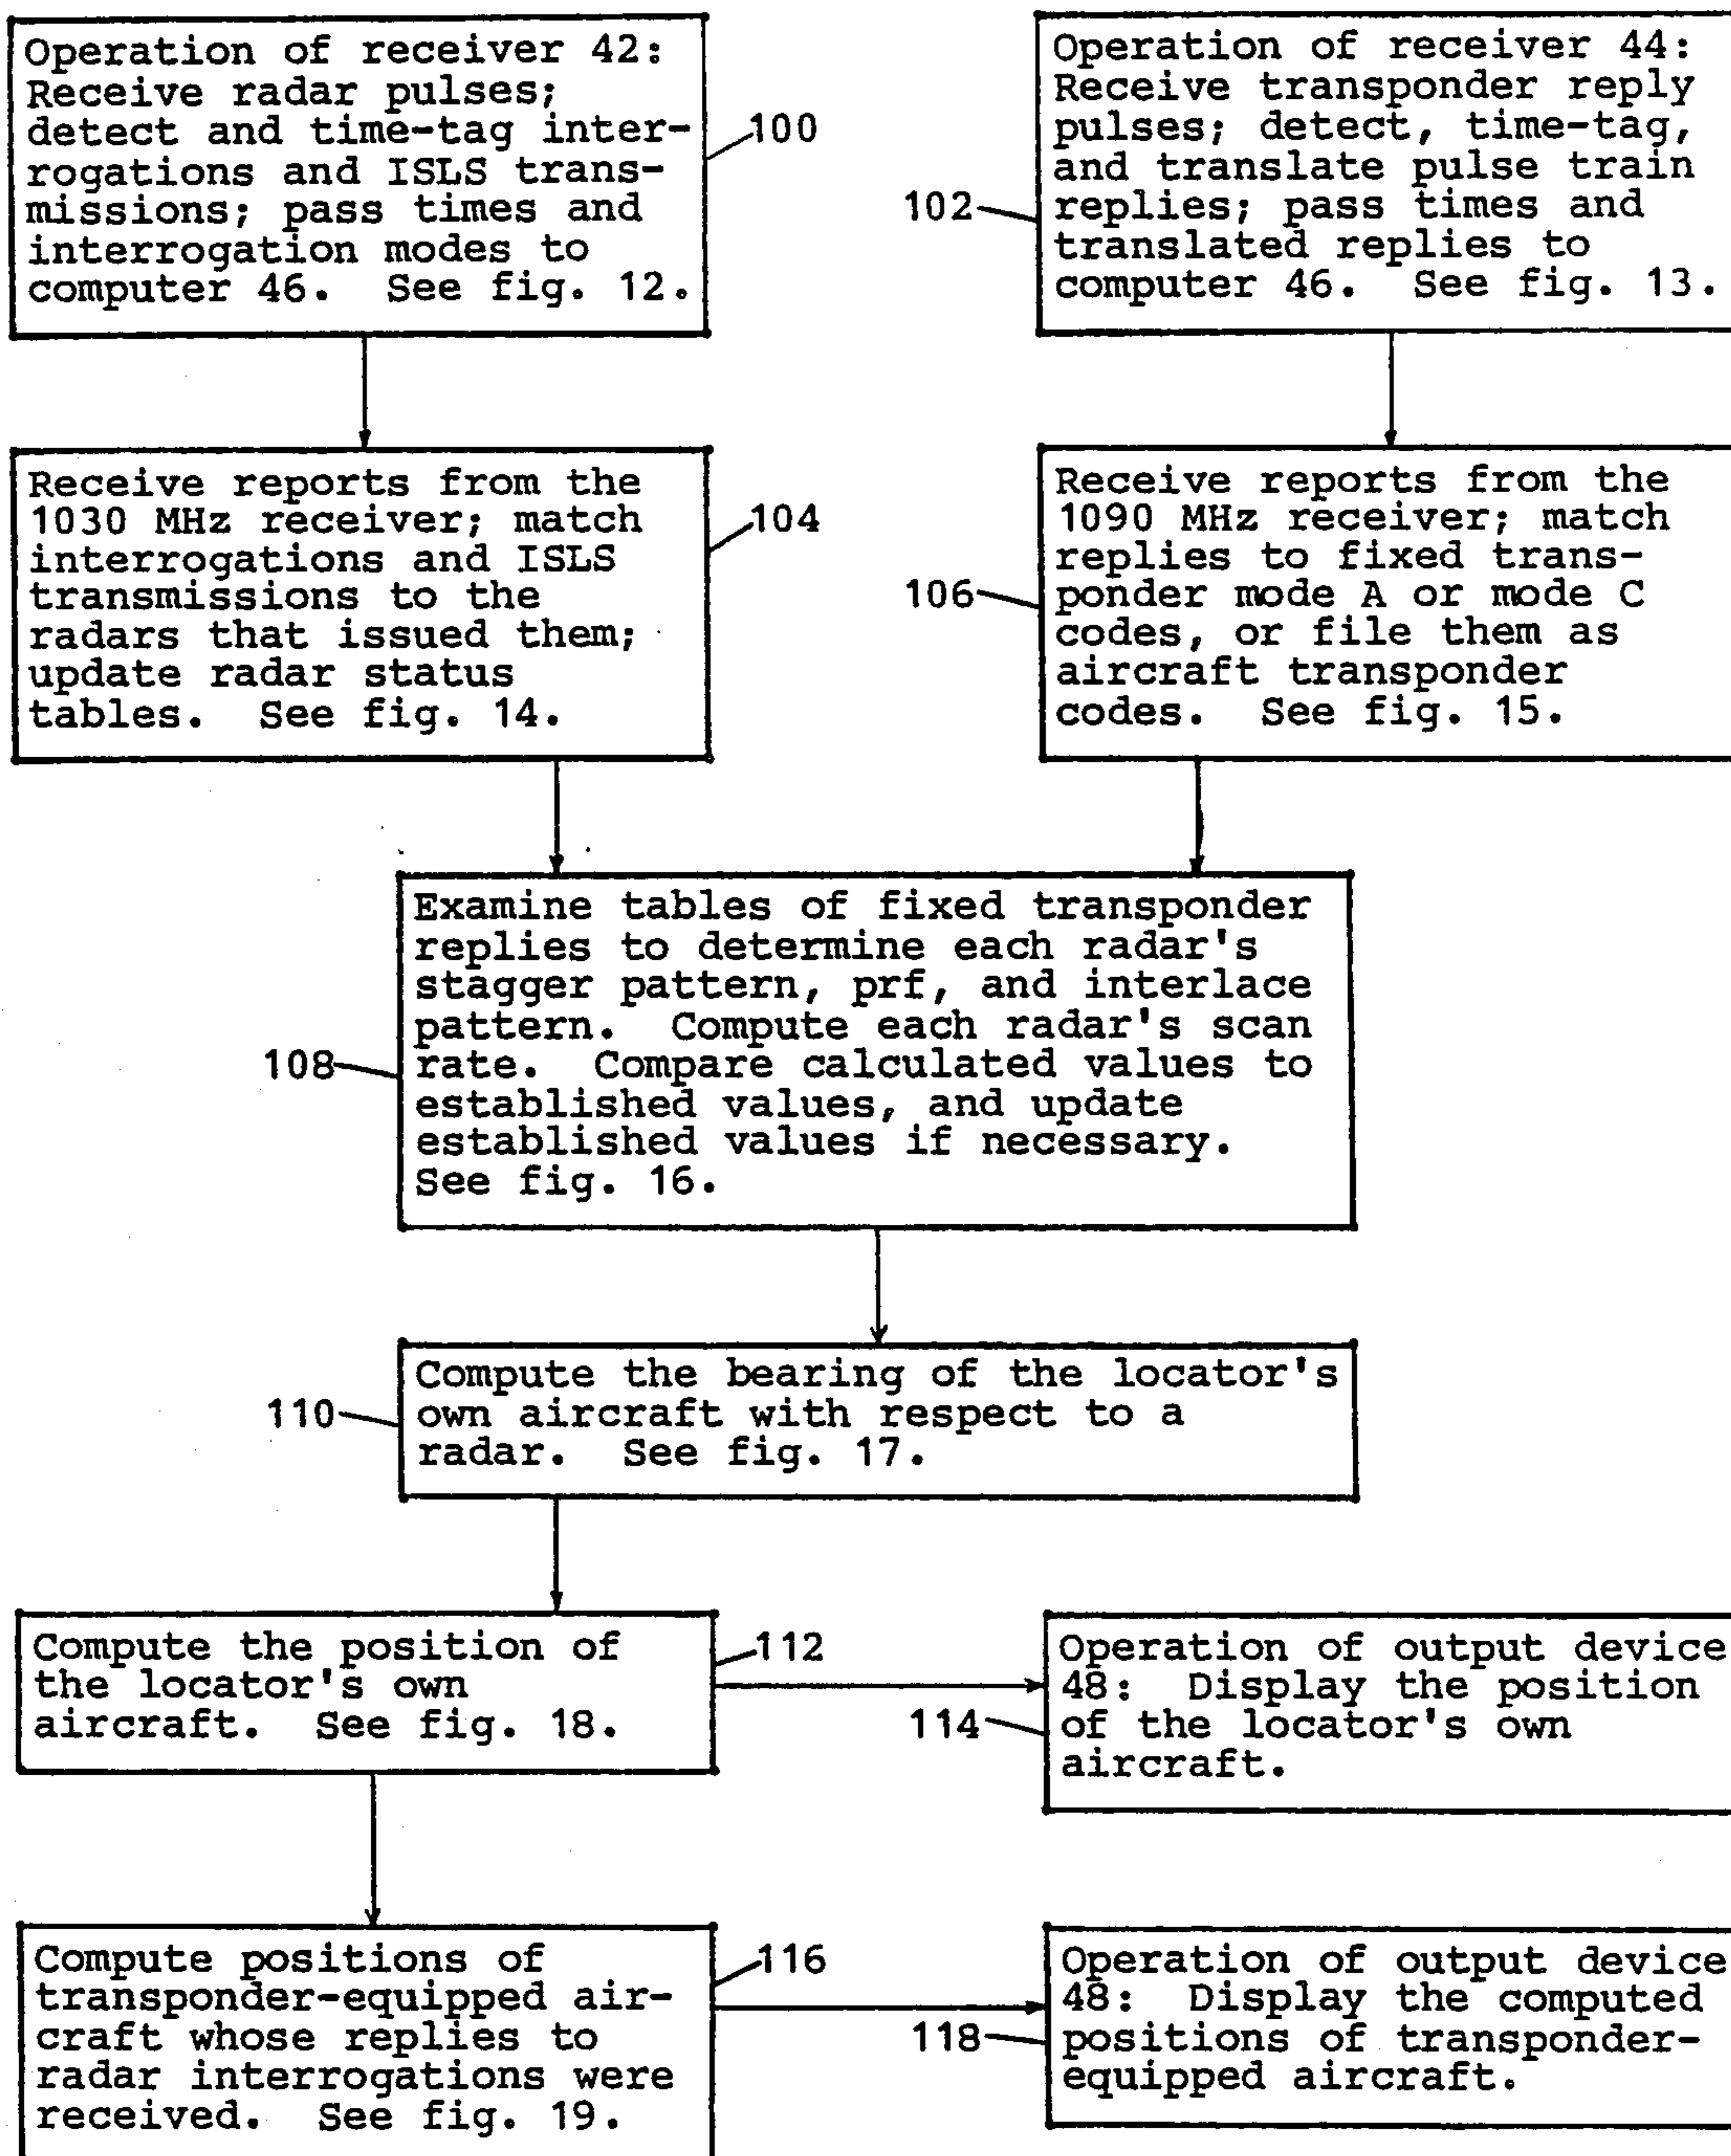 Operation of receiver 42:
Receive radar pulses;
detect and time-tag inter-
rogations and ISLS trans-
missions; pass times and
interrogation modes to
computer 46. See fig. 12.
100
Operation of receiver 44:
Receive transponder reply
pulses; detect, time-tag,
and translate pulse train
replies; pass times and
translated replies to
computer 46. See fig. 13.
102
Receive reports from the
1030 MHz receiver; match
interrogations and ISLS
transmissions to the
radars that issued them;
update radar status
tables. See fig. 14.
104
Receive reports from the
1090 MHz receiver; match
replies to fixed trans-
ponder mode A or mode C
codes, or file them as
aircraft transponder
codes. See fig. 15.
106
Examine tables of fixed transponder
replies to determine each radar's
stagger pattern, prf, and interlace
pattern. Compute each radar's scan
rate. Compare calculated values to
established values, and update
established values if necessary.
See fig. 16.
108
Compute the bearing of the locator's
own aircraft with respect to a
radar. See fig. 17.
110
Compute the position of
the locator's own
aircraft. See fig. 18.
112
Operation of output device
48: Display the position
of the locator's own
aircraft.
114
Compute positions of
transponder-equipped air-
craft whose replies to
radar interrogations were
received. See fig. 19.
116
Operation of output device
48: Display the computed
positions of transponder-
equipped aircraft.
118